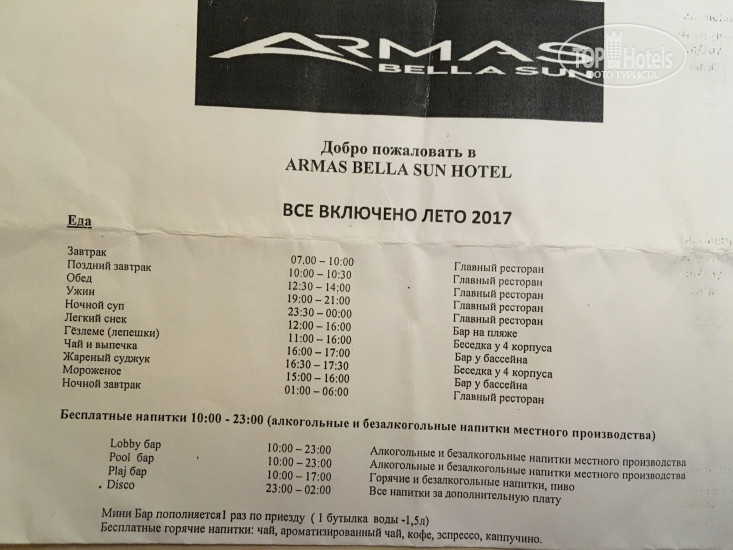 ARMAS
BELLA SUN
TOP Hotels
ФОТО ТУРИСТА
Добро пожаловать в
ARMAS BELLA SUN HOTEL
ВСЕ ВКЛЮЧЕНО ЛЕТО 2017
Еда
Завтрак 07.00 – 10:00 Главный ресторан
Поздний завтрак 10:00 – 10:30 Главный ресторан
Обед 12:30 – 14:00 Главный ресторан
Ужин 19:00 – 21:00 Главный ресторан
Ночной суп 23:30 – 00:00 Главный ресторан
Легкий снек 12:00 – 16:00 Бар на пляже
Гёзлеме (лепешки) 11:00 – 16:00 Беседка у 4 корпуса
Чай и выпечка 16:00 – 17:00 Бар у бассейна
Жареный суджук 16:30 – 17:30 Беседка у 4 корпуса
Мороженое 15:00 – 16:00 Бар у бассейна
Ночной завтрак 01:00 – 06:00 Главный ресторан
Бесплатные напитки 10:00 - 23:00 (алкогольные и безалкогольные напитки местного производства)
Lobby бар 10:00 – 23:00 Алкогольные и безалкогольные напитки местного производства
Pool бар 10:00 – 23:00 Алкогольные и безалкогольные напитки местного производства
Plaj бар 10:00 – 17:00 Горячие и безалкогольные напитки, пиво
. Disco 23:00 – 02:00 Все напитки за дополнительную плату
Мини Бар пополняется1 раз по приезду ( 1 бутылка воды -1,5л)
Бесплатные горячие напитки: чай, ароматизированный чай, кофе, эспрессо, каппучино.